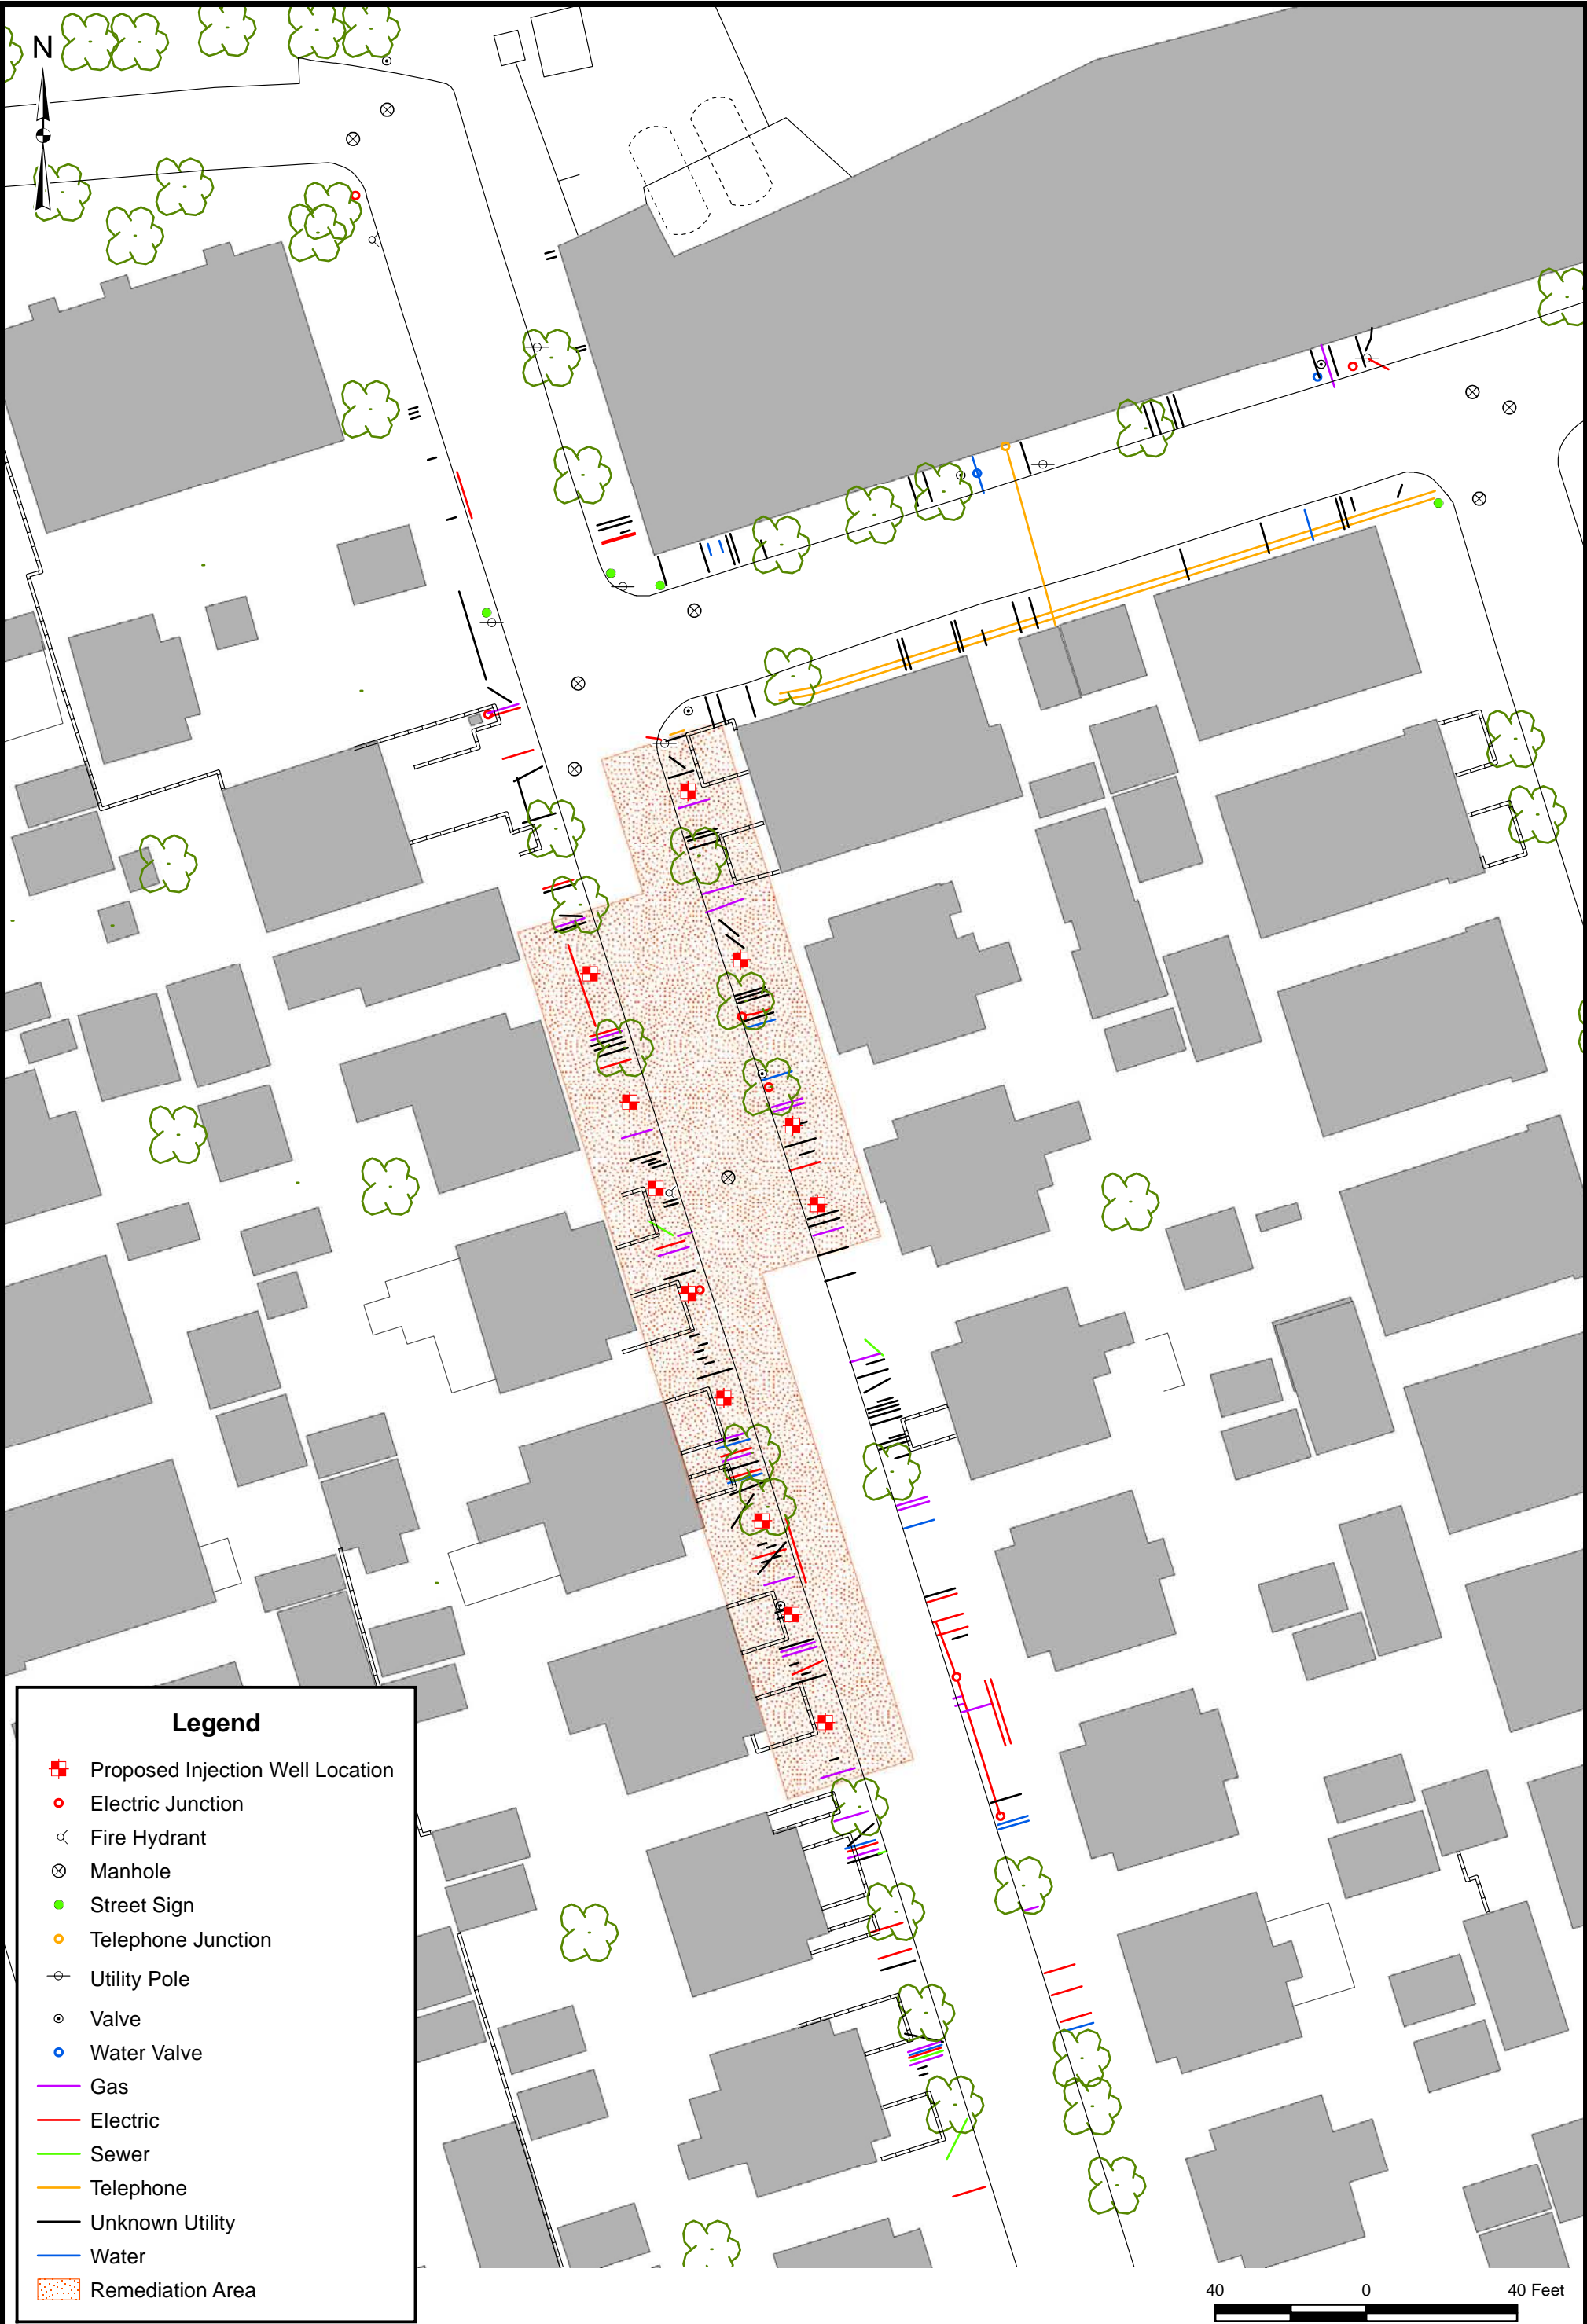 N
Legend
Proposed Injection Well Location
Electric Junction
Fire Hydrant
Manhole
Street Sign
Telephone Junction
Utility Pole
Valve
Water Valve
Gas
Electric
Sewer
Telephone
Unknown Utility
Water
Remediation Area
40 0 40 Feet